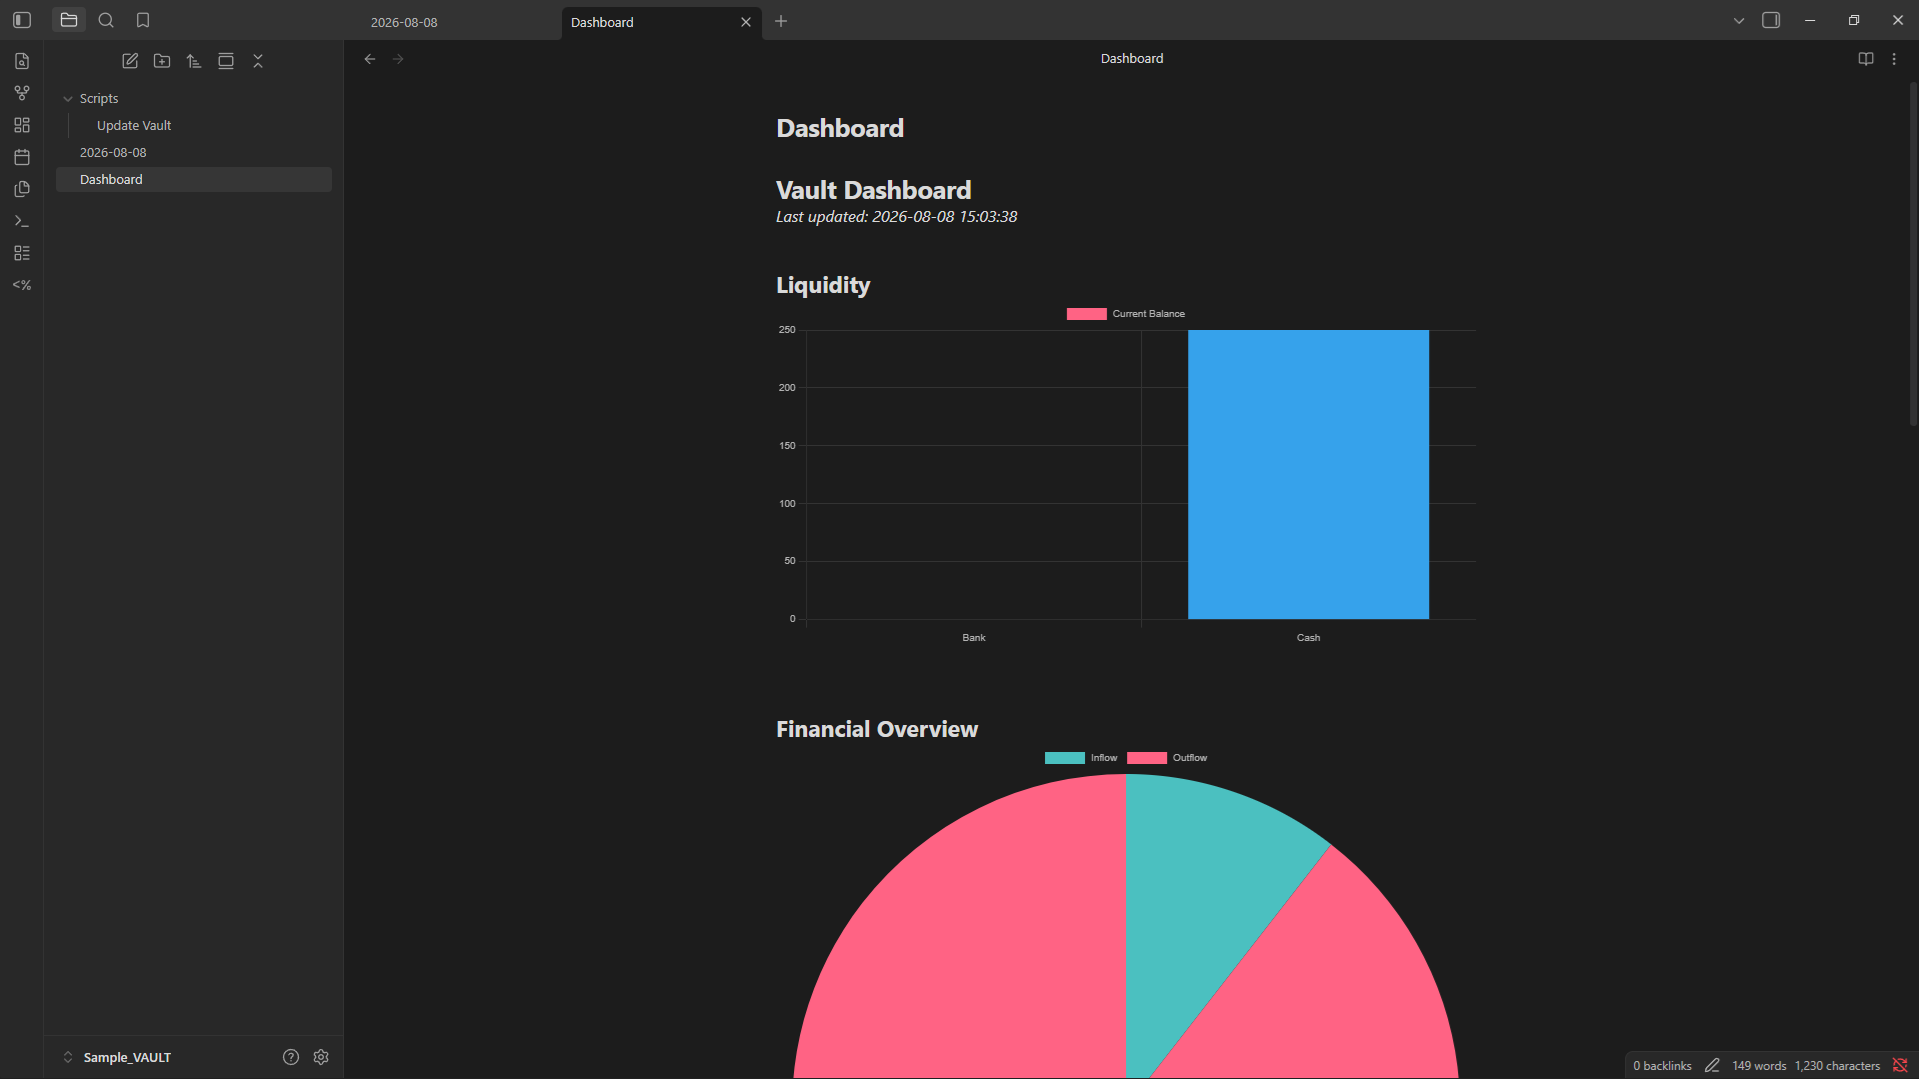 2026-08-08
Dashboard
Dashboard
Scripts
Update Vault
2026-08-08
Dashboard
Dashboard
Vault Dashboard
Last updated: 2026-08-08 15:03:38
Liquidity
Current Balance
250
200
150
100
50
0
Bank
Cash
Financial Overview
Inflow
Outflow
<%
Sample_VAULT
0 backlinks
149 words
1,230 characters